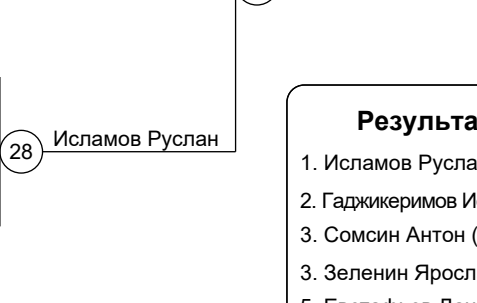 28
Исламов Руслан
Результа
1. Исламов Русла
2. Гаджикеримов И
3. Сомсин Антон (
3. Зеленин Яросл